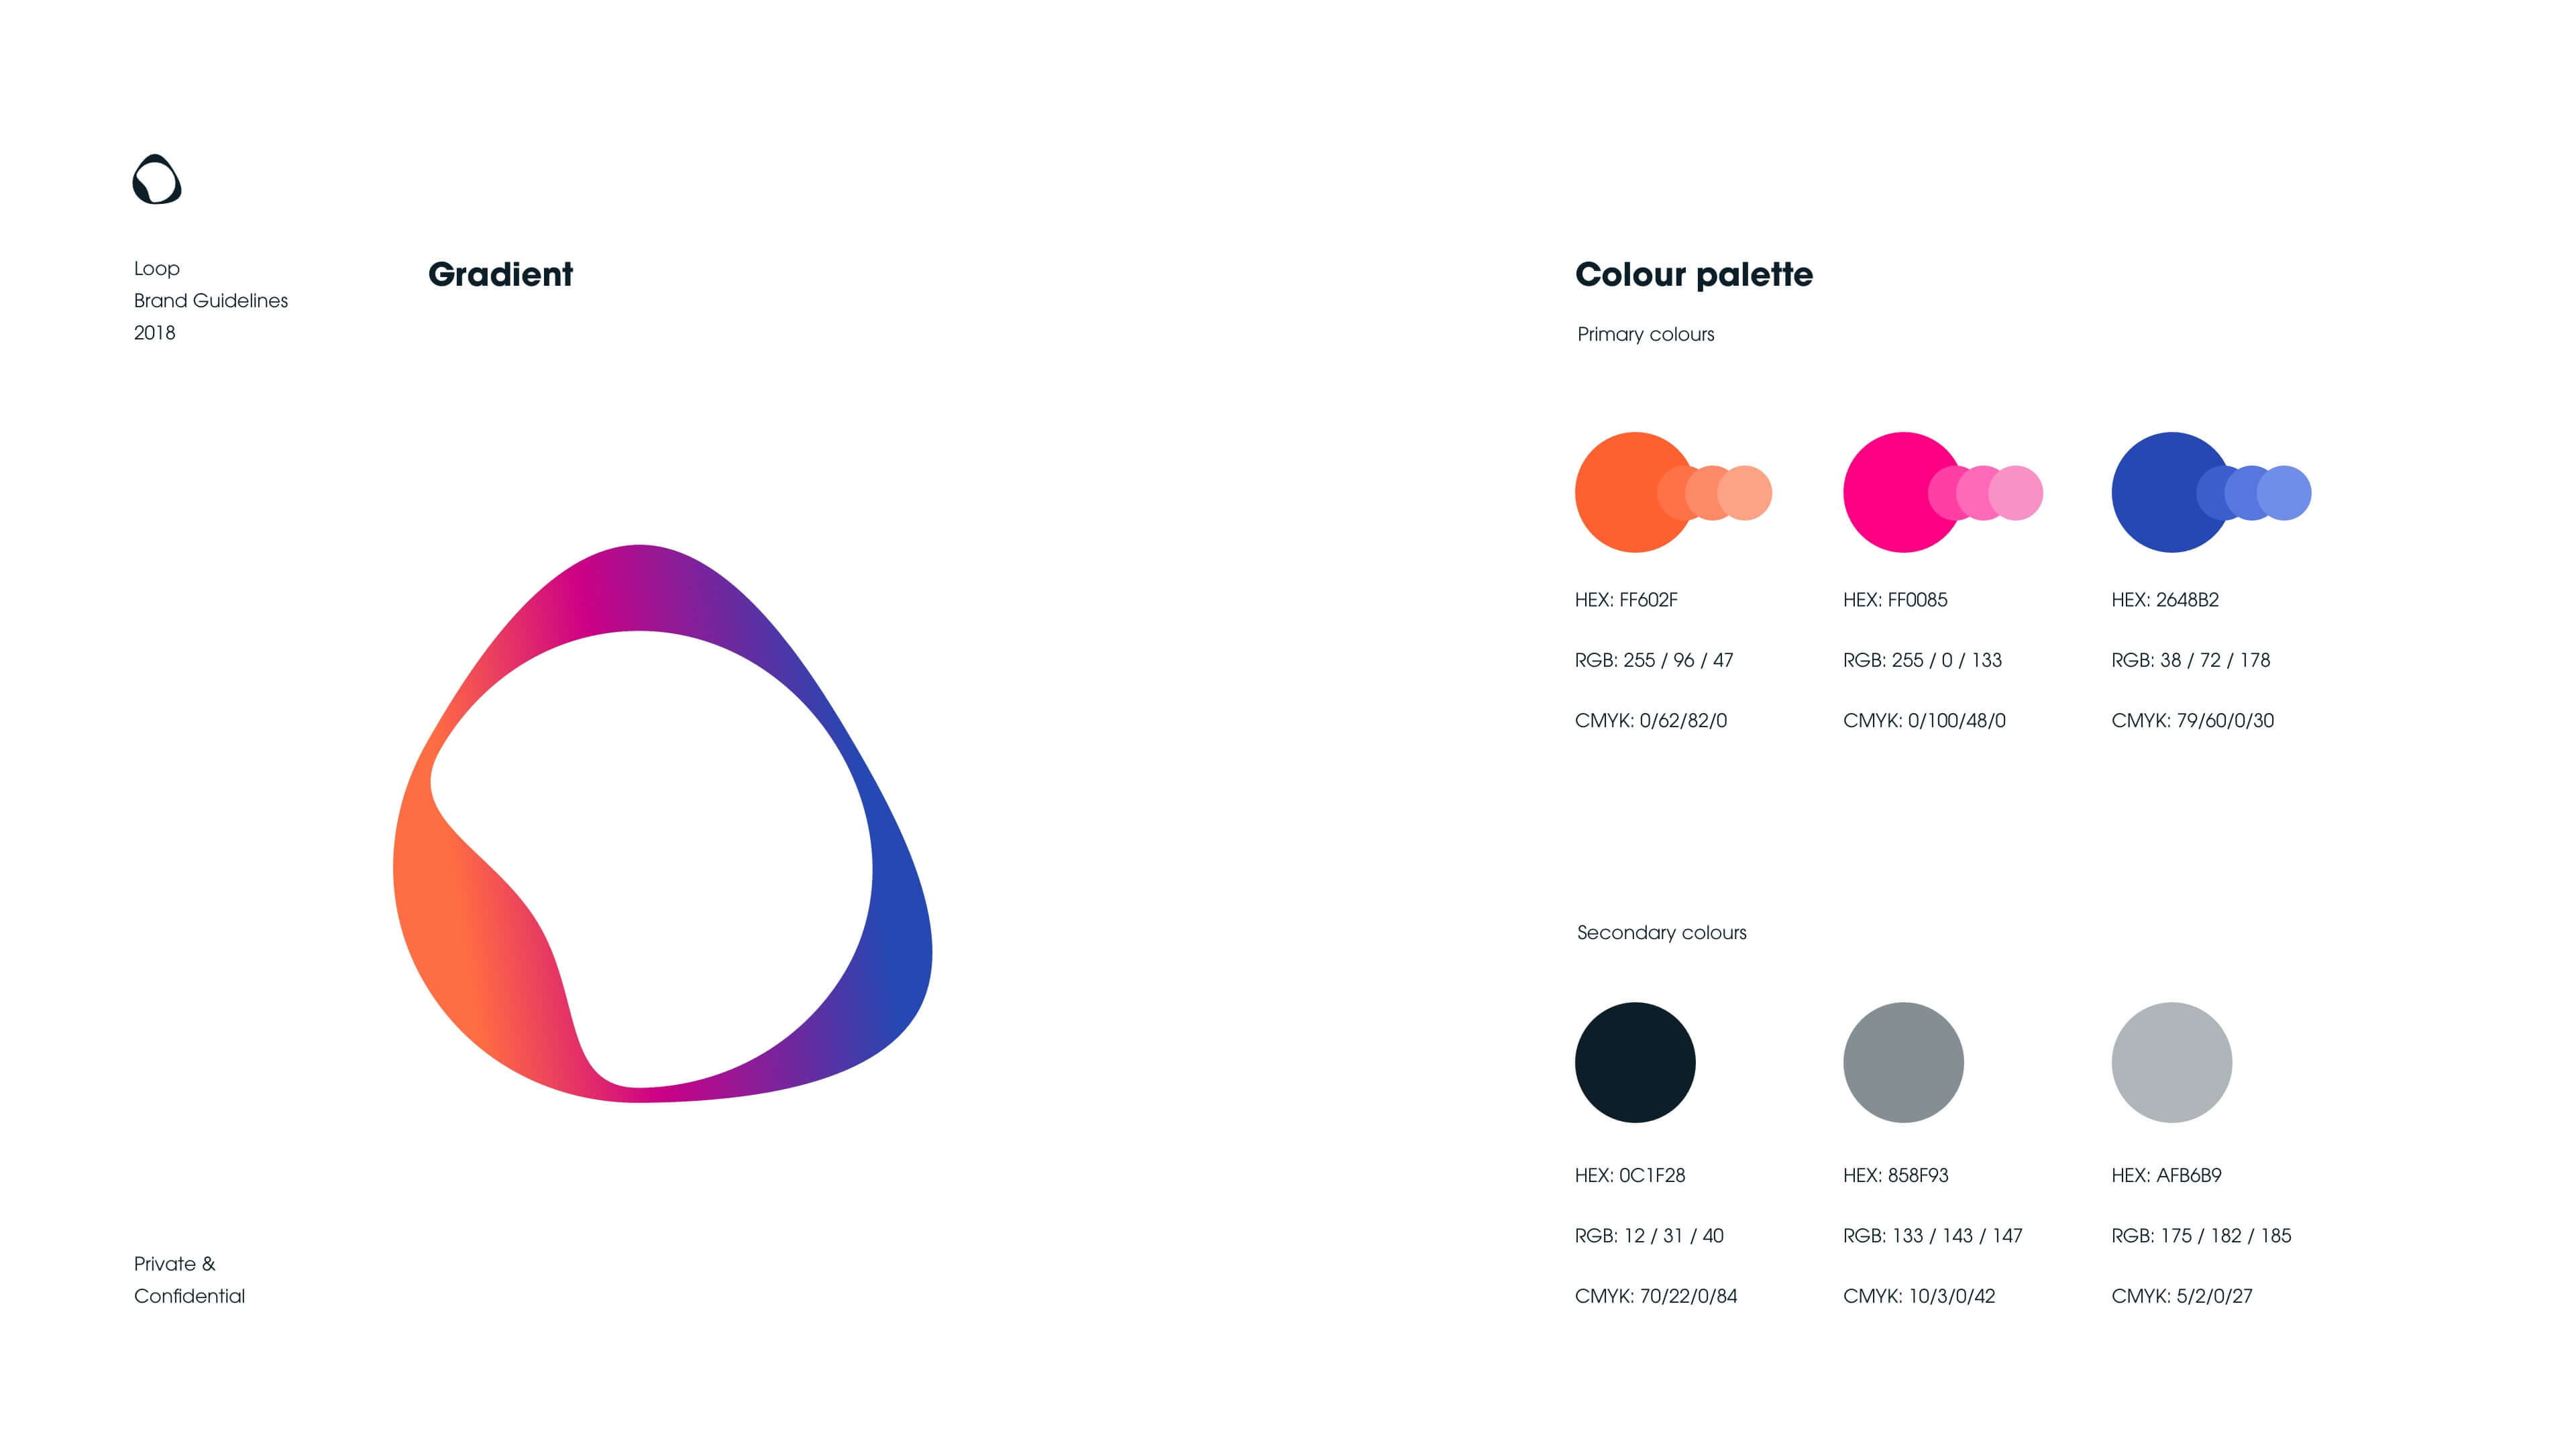 Loop
Brand Guidelines
2018
Gradient
Colour palette
Primary colours
HEX: FF602F
RGB: 255 / 96 / 47
CMYK: 0/62/82/0
HEX: FF0085
RGB: 255 / 0 / 133
CMYK: 0/100/48/0
HEX: 2648B2
RGB: 38 / 72 / 178
CMYK: 79/60/0/30
Secondary colours
HEX: 0C1F28
RGB: 12 / 31 / 40
CMYK: 70/22/0/84
HEX: 858F93
RGB: 133 / 143 / 147
CMYK: 10/3/0/42
HEX: AFB6B9
RGB: 175 / 182 / 185
CMYK: 5/2/0/27
Private &
Confidential